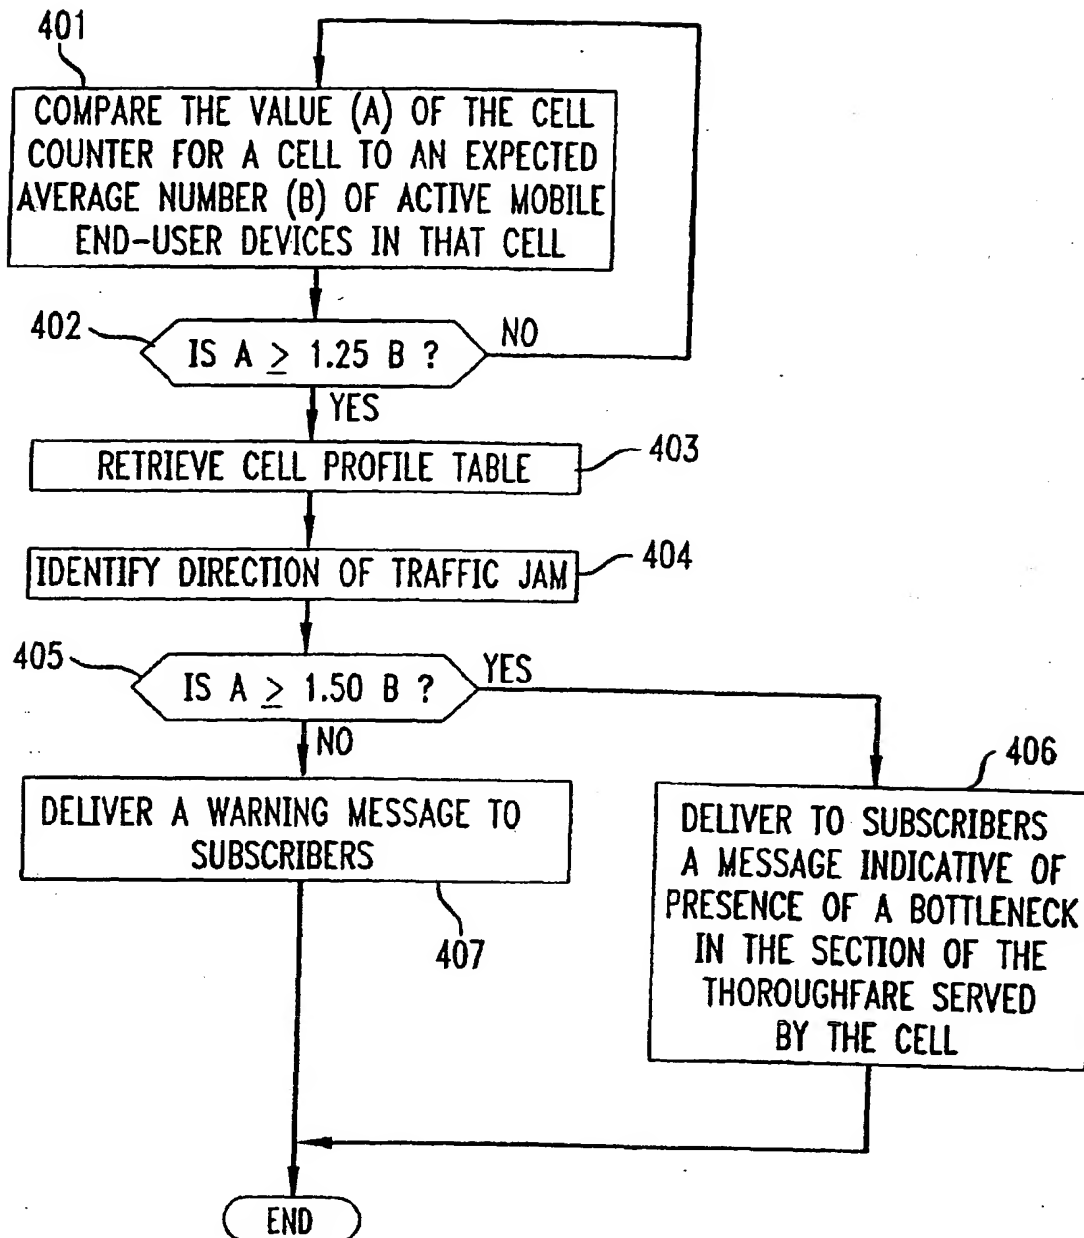 401
COMPARE THE VALUE (A) OF THE CELL
COUNTER FOR A CELL TO AN EXPECTED
AVERAGE NUMBER (B) OF ACTIVE MOBILE
END-USER DEVICES IN THAT CELL
402
IS A ≥ 1.25 B ?
NO
YES
RETRIEVE CELL PROFILE TABLE
403
IDENTIFY DIRECTION OF TRAFFIC JAM
404
405
IS A ≥ 1.50 B ?
YES
NO
DELIVER A WARNING MESSAGE TO
SUBSCRIBERS
407
406
DELIVER TO SUBSCRIBERS
A MESSAGE INDICATIVE OF
PRESENCE OF A BOTTLENECK
IN THE SECTION OF THE
THOROUGHFARE SERVED
BY THE CELL
END